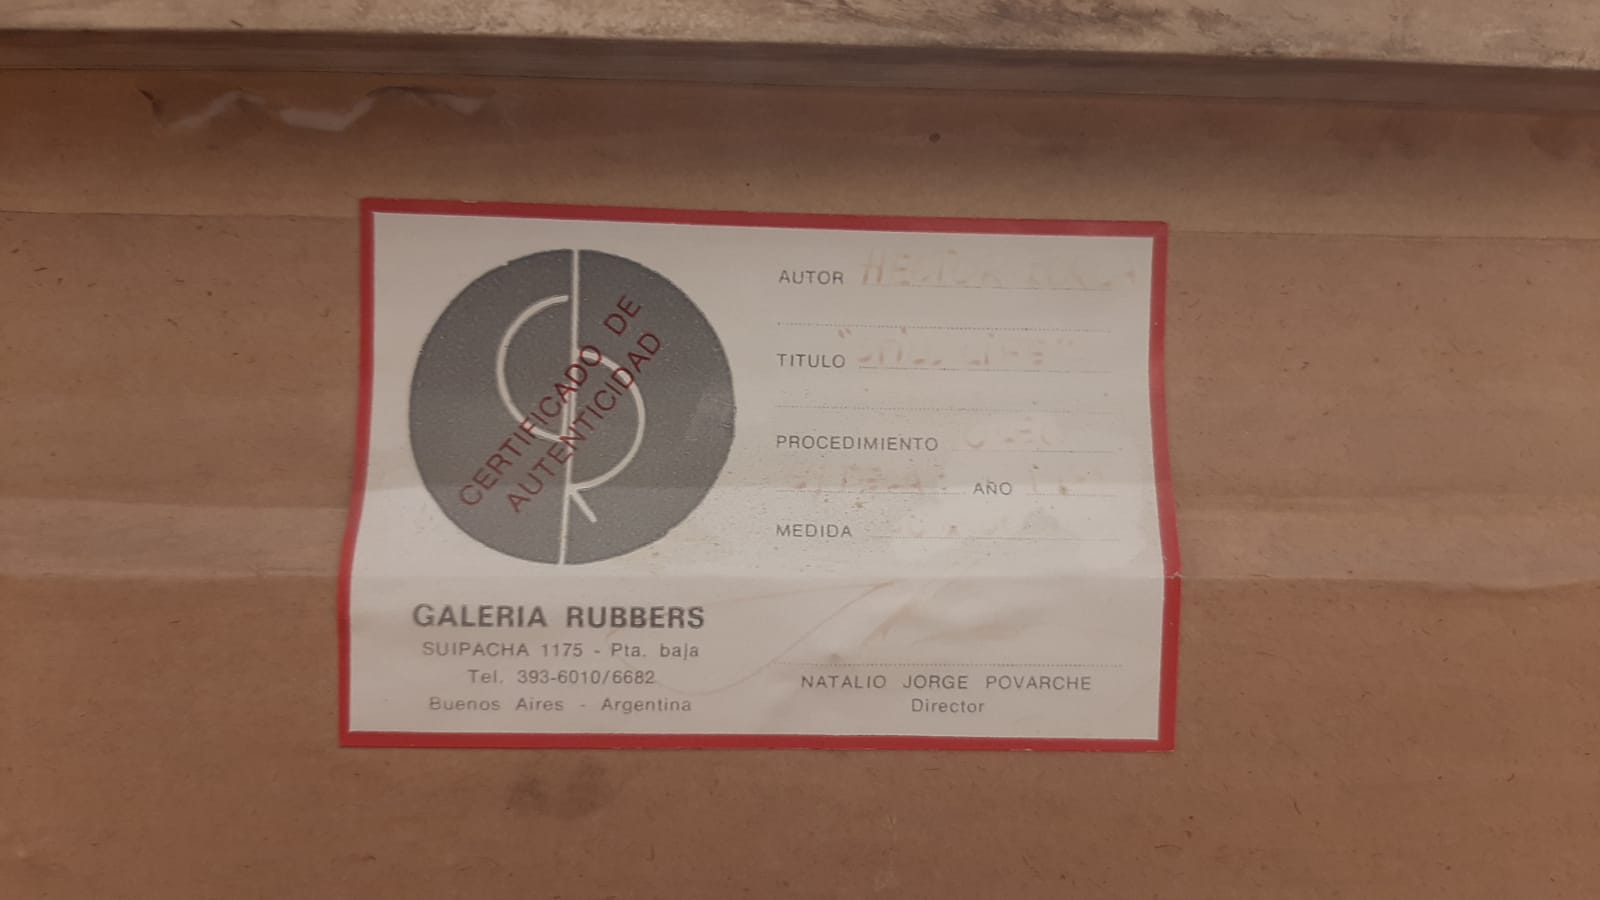 CERTIFICADO DE
AUTENTICIDAD
GALERIA RUBBERS
SUIPACHA 1175 - Pta. baja
Tel. 393-6010/6682
Buenos Aires - Argentina
AUTOR
TITULO
PROCEDIMIENTO
AÑO
MEDIDA
NATALIO JORGE POVARCHE
Director